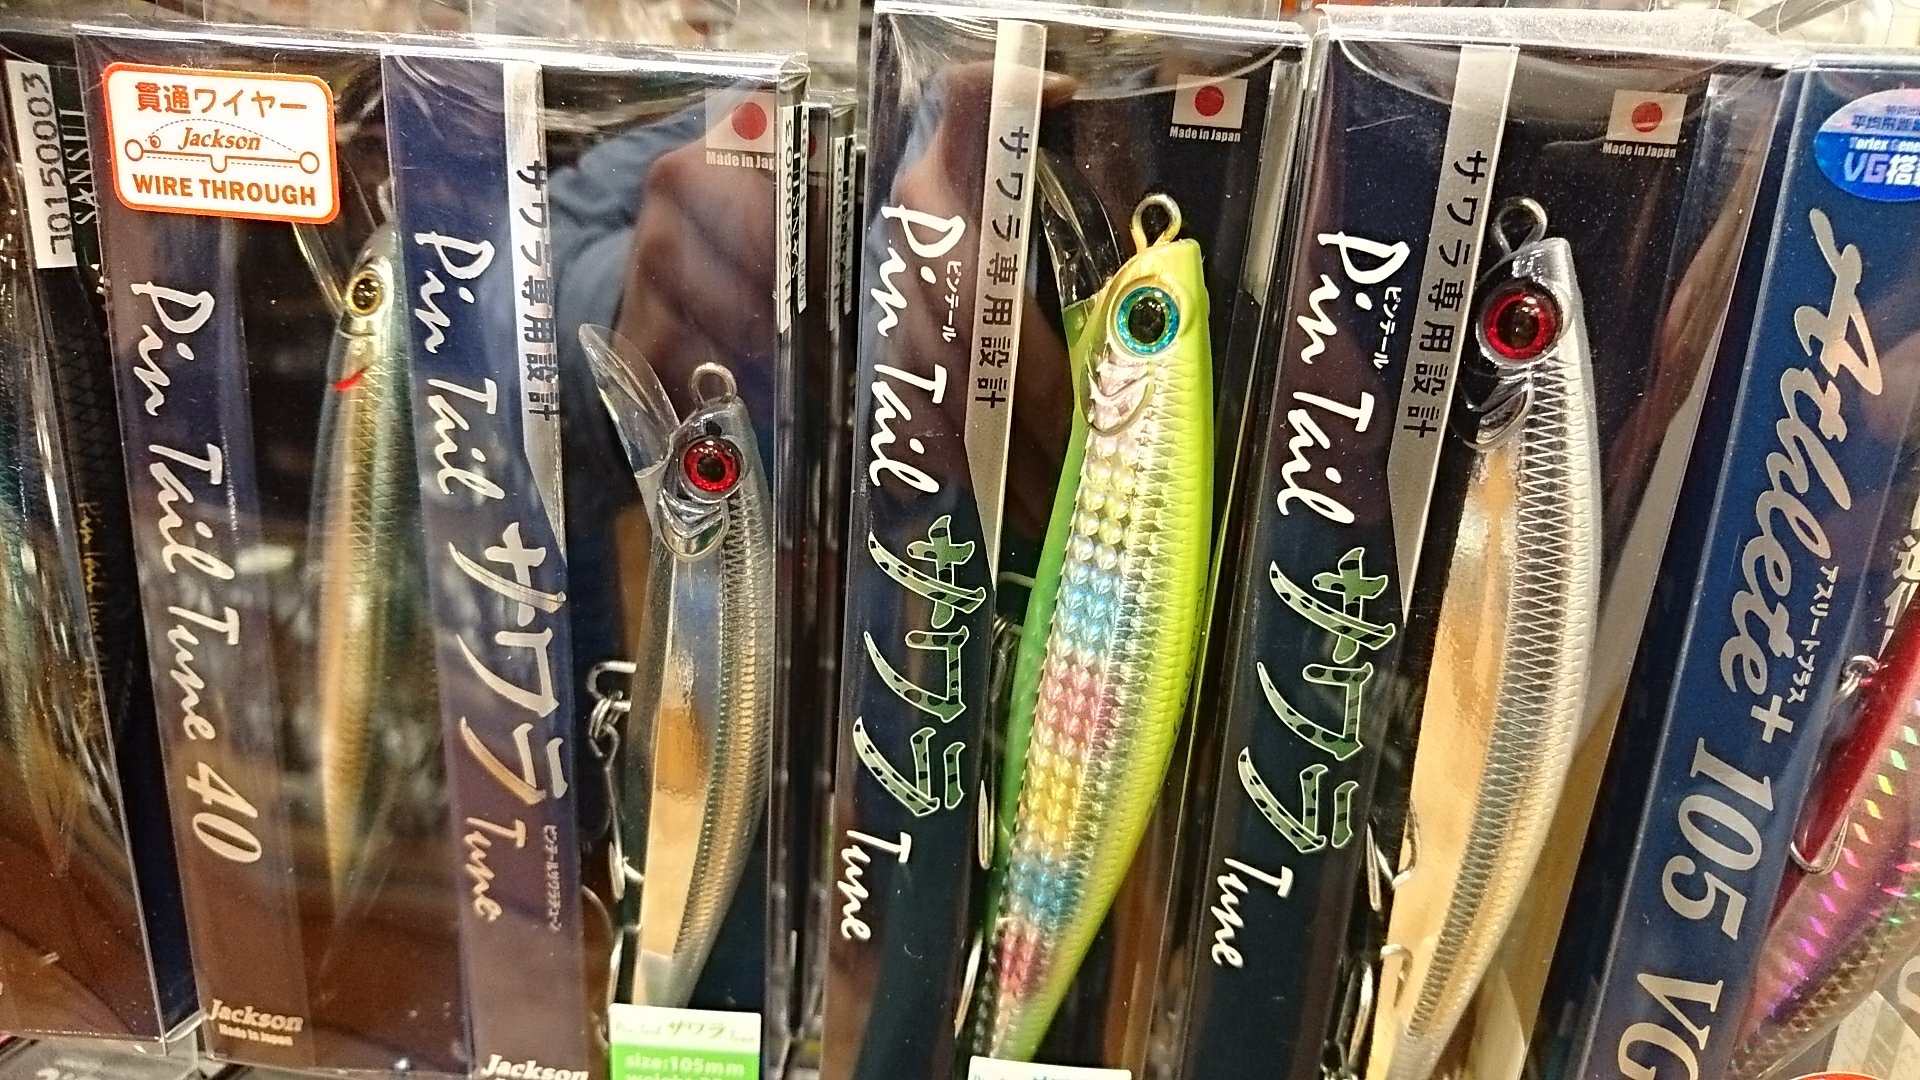 貫通ワイヤー
Jackson
WIRE THROUGH
Pin Tail Tune 40
Jackson
Made in Japan
サワラ専用設計
Pin Tail サワラ Tune
Jackson
size:105mm
サワラ専用設計
Made in Japan
Pin Tail サワラ Tune
ピンテール
サワラ専用設計
Made in Japan
Pin Tail サワラ Tune
ピンテール
Athlete+ 105 VG
アスリートプラス